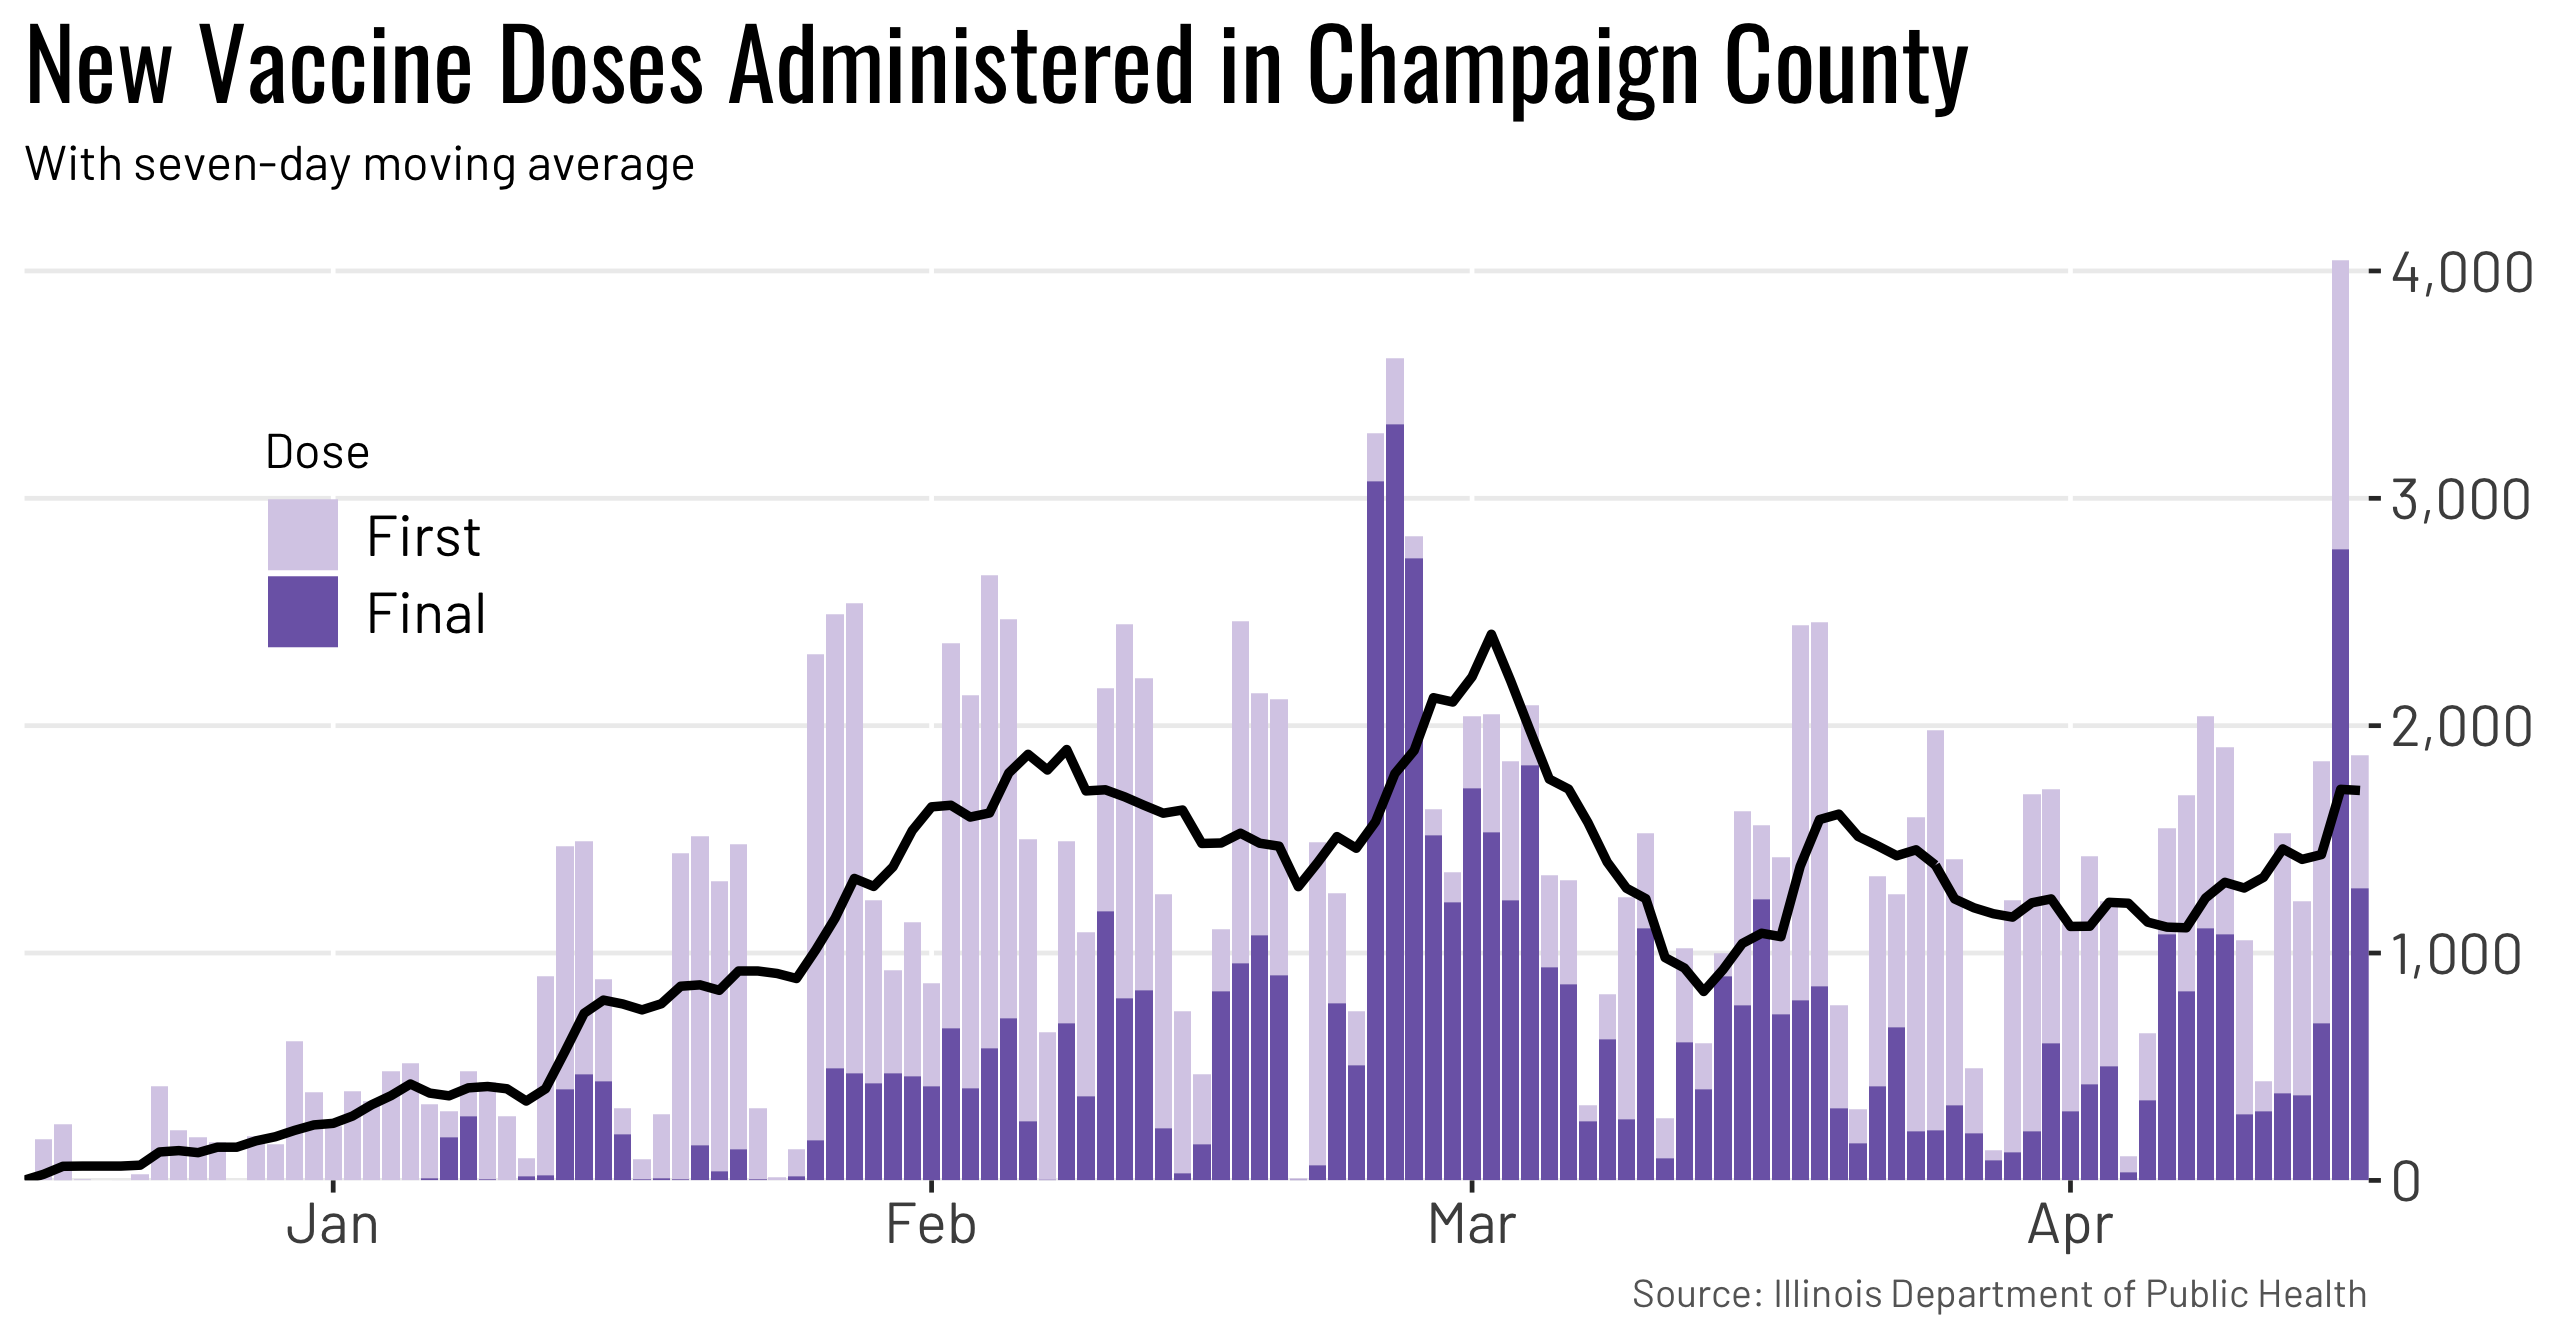 New Vaccine Doses Administered in Champaign County
With seven-day moving average
4,000
3,000
2,000
1,000
0
Dose
First
Final
Jan
Feb
Mar
Apr
Source: Illinois Department of Public Health